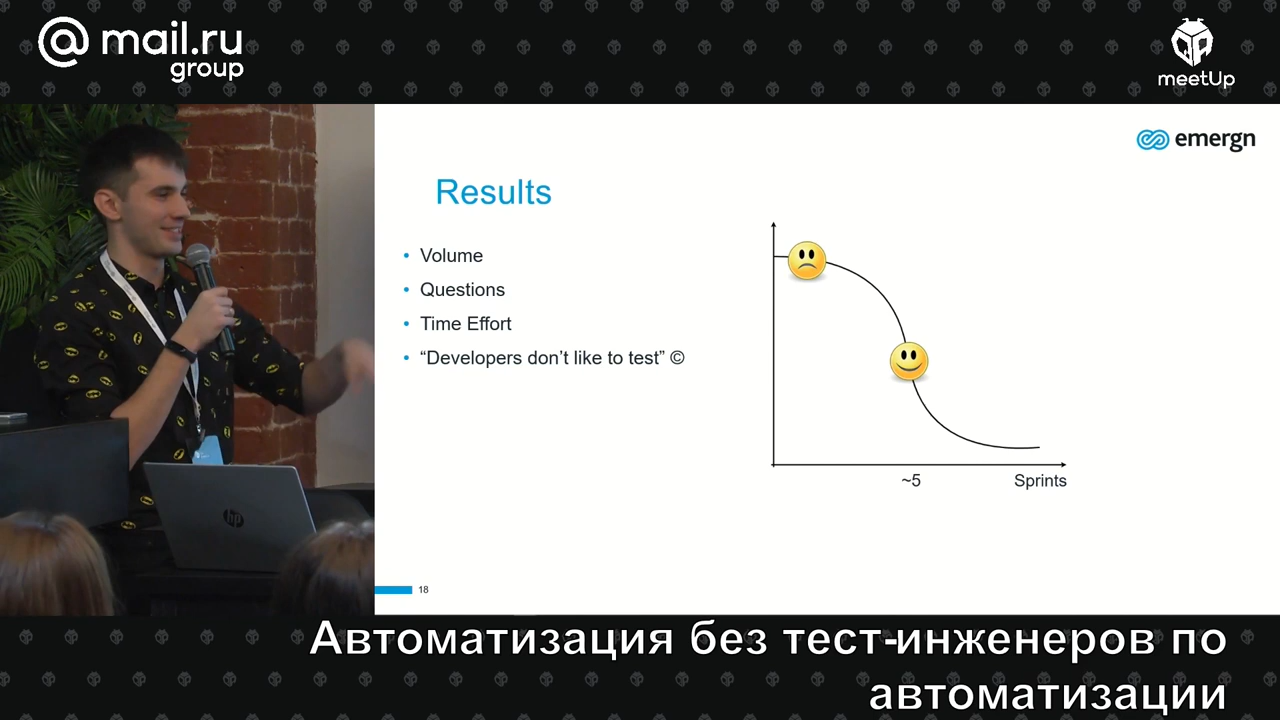 @mail.ru
group
meetUp
emergn
Results
• Volume
• Questions
• Time Effort
• “Developers don’t like to test” ©
~5
Sprints
18
hp
Автоматизация без тест-инженеров по
автоматизации